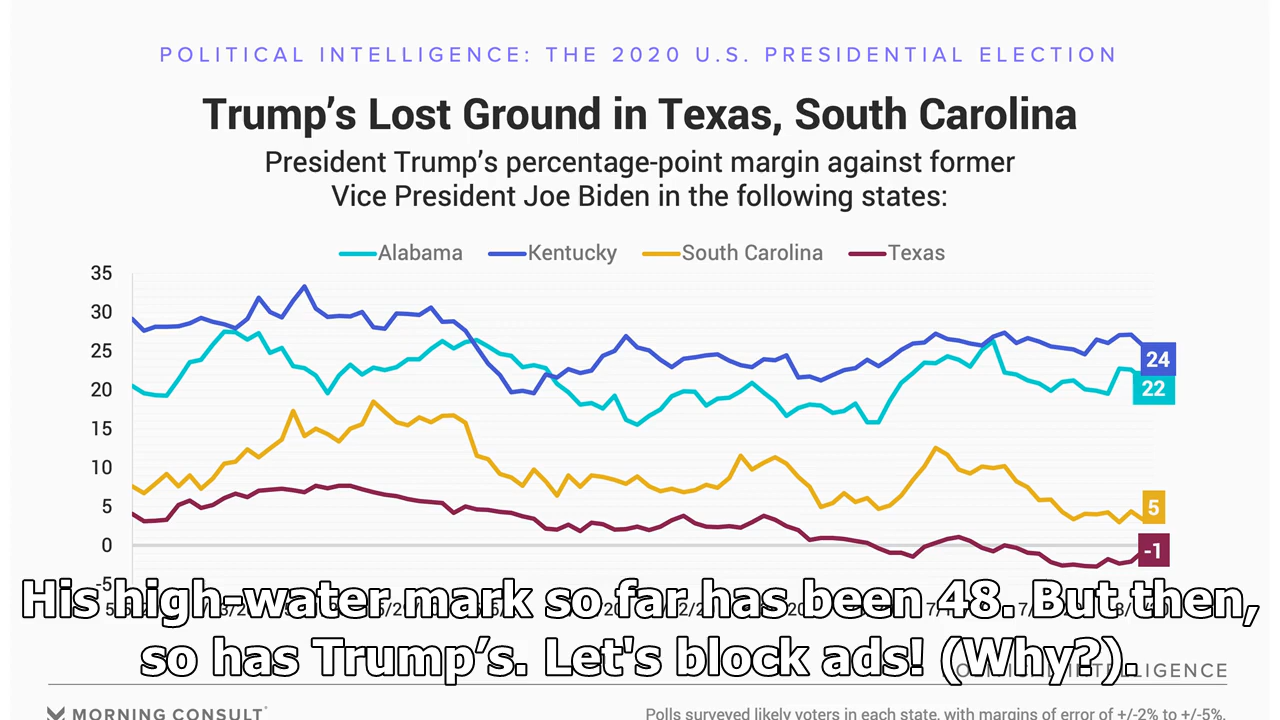 POLITICAL INTELLIGENCE: THE 2020 U.S. PRESIDENTIAL ELECTION
Trump’s Lost Ground in Texas, South Carolina
President Trump’s percentage-point margin against former
Vice President Joe Biden in the following states:
Alabama Kentucky South Carolina Texas
35
30
25
20
15
10
5
0
-5
24
22
5
-1
His high-water mark so far has been 48. But then,
so has Trump’s. Let's block ads! (Why?).
INTELLIGENCE
MORNING CONSULT
Polls surveyed likely voters in each state, with margins of error of +/-2% to +/-5%.